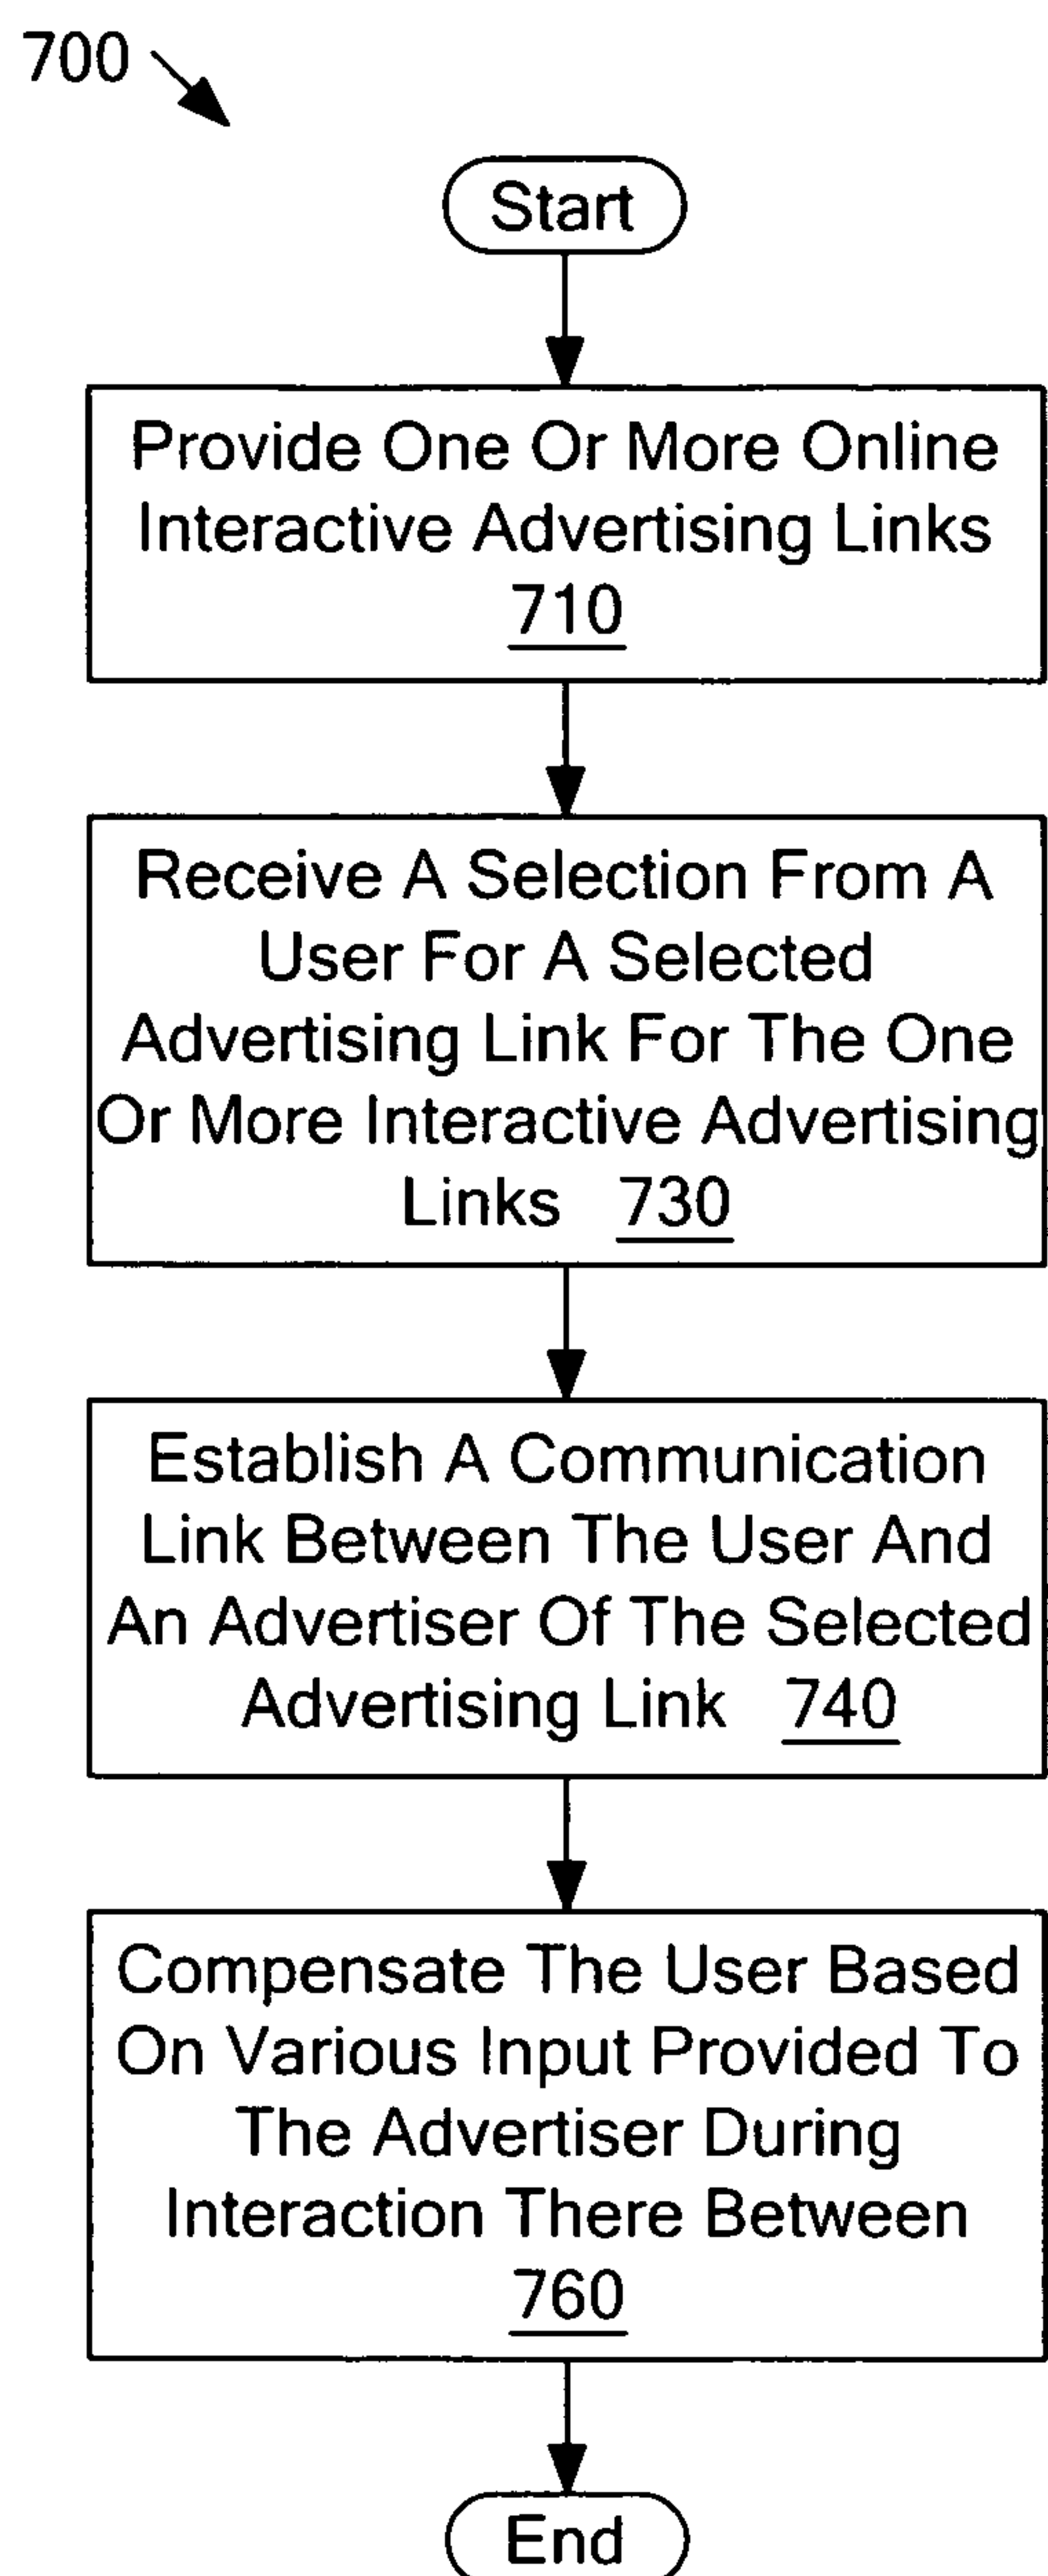 700
Start
Provide One Or More Online
Interactive Advertising Links
710
Receive A Selection From A
User For A Selected
Advertising Link For The One
Or More Interactive Advertising
Links 730
Establish A Communication
Link Between The User And
An Advertiser Of The Selected
Advertising Link 740
Compensate The User Based
On Various Input Provided To
The Advertiser During
Interaction There Between
760
End